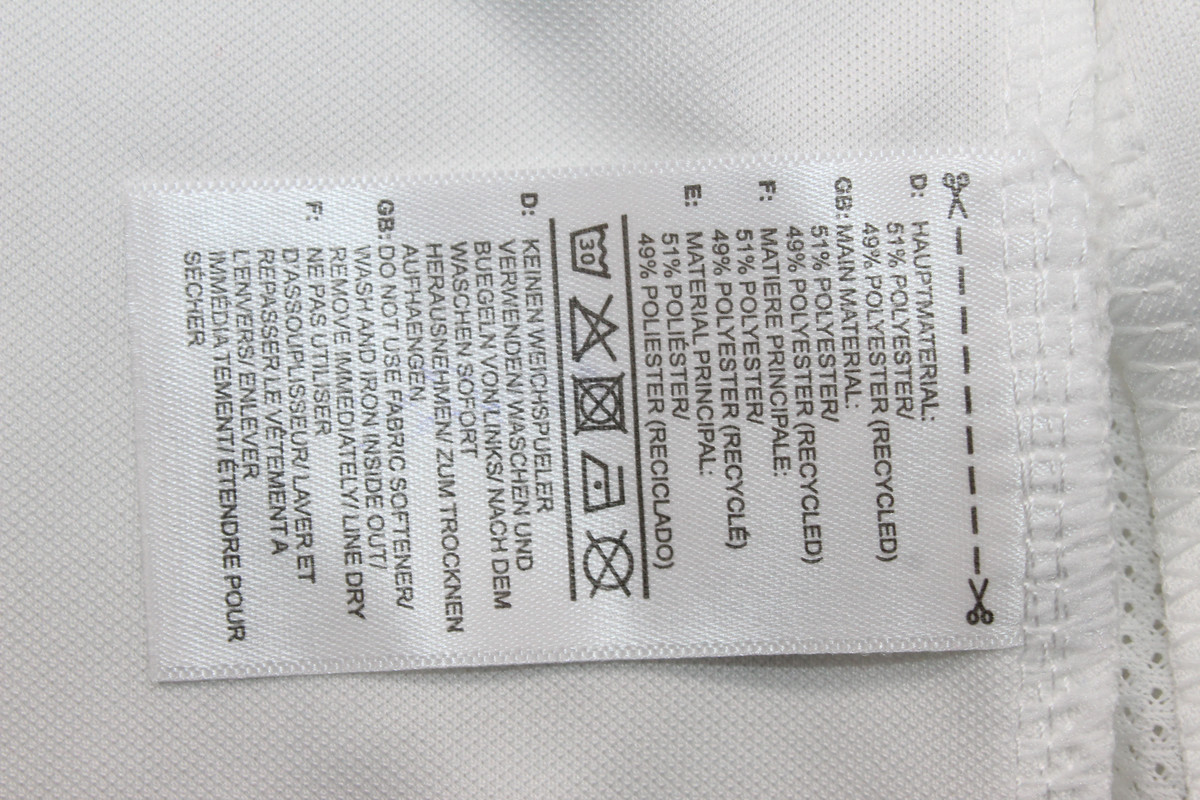 D: HAUPTMATERIAL:
51% POLYESTER/
49% POLYESTER (RECYCLED)
GB: MAIN MATERIAL:
51% POLYESTER/
49% POLYESTER (RECYCLED)
F: MATIERE PRINCIPALE:
51% POLYESTER/
49% POLYESTER (RECYCLÉ)
E: MATERIAL PRINCIPAL:
51% POLIÉSTER/
49% POLIESTER (RECICLADO)
30
D: KEINEN WEICHSPUELER
VERWENDEN/ WASCHEN UND
BUEGELN VON LINKS/ NACH DEM
WASCHEN SOFORT
HERAUSNEHMEN/ ZUM TROCKNEN
AUFHAENGEN
GB: DO NOT USE FABRIC SOFTENER/
WASH AND IRON INSIDE OUT/
REMOVE IMMEDIATELY/ LINE DRY
F: NE PAS UTILISER
D'ASSOUPLISSEUR/ LAVER ET
REPASSER LE VÊTEMENT A
L'ENVERS/ ENLEVER
IMMÉDIATEMENT/ ÉTENDRE POUR
SÉCHER